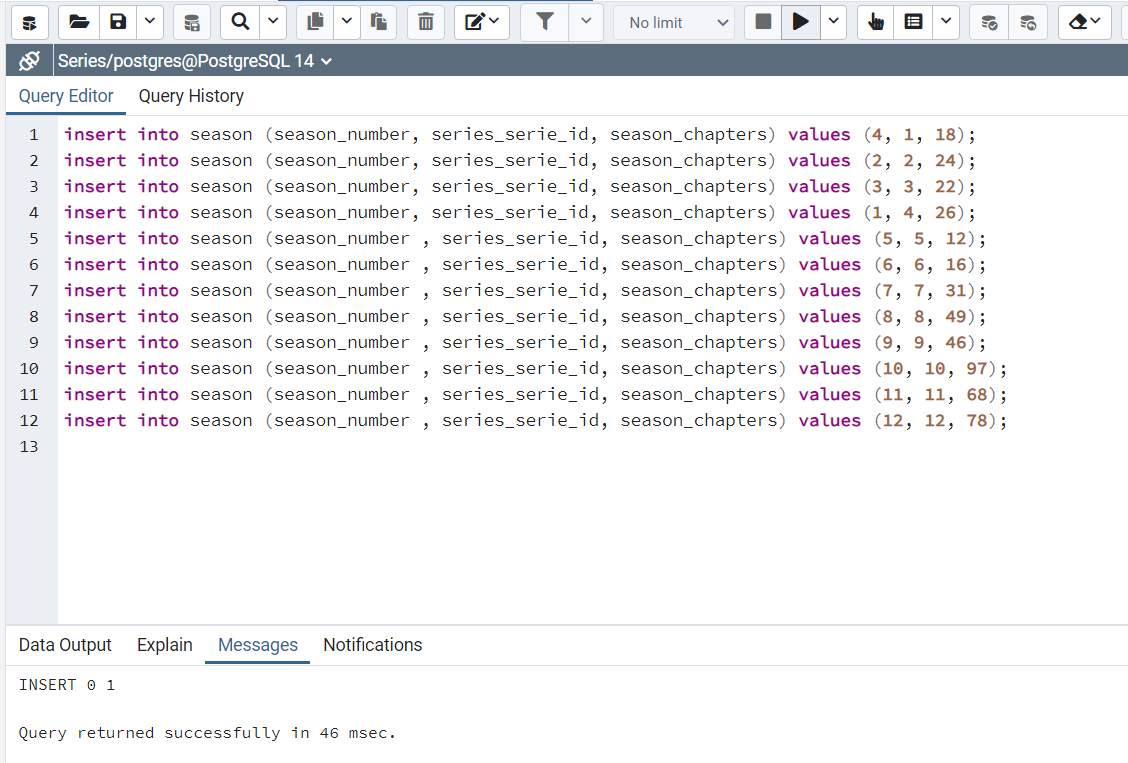 No limit
Series/postgres@PostgreSQL 14
Query Editor Query History
1 insert into season (season_number, series_serie_id, season_chapters) values (4, 1, 18);
2 insert into season (season_number, series_serie_id, season_chapters) values (2, 2, 24);
3 insert into season (season_number, series_serie_id, season_chapters) values (3, 3, 22);
4 insert into season (season_number, series_serie_id, season_chapters) values (1, 4, 26);
5 insert into season (season_number , series_serie_id, season_chapters) values (5, 5, 12);
6 insert into season (season_number , series_serie_id, season_chapters) values (6, 6, 16);
7 insert into season (season_number , series_serie_id, season_chapters) values (7, 7, 31);
8 insert into season (season_number , series_serie_id, season_chapters) values (8, 8, 49);
9 insert into season (season_number , series_serie_id, season_chapters) values (9, 9, 46);
10 insert into season (season_number , series_serie_id, season_chapters) values (10, 10, 97);
11 insert into season (season_number , series_serie_id, season_chapters) values (11, 11, 68);
12 insert into season (season_number , series_serie_id, season_chapters) values (12, 12, 78);
13
Data Output Explain Messages Notifications
INSERT 0 1
Query returned successfully in 46 msec.